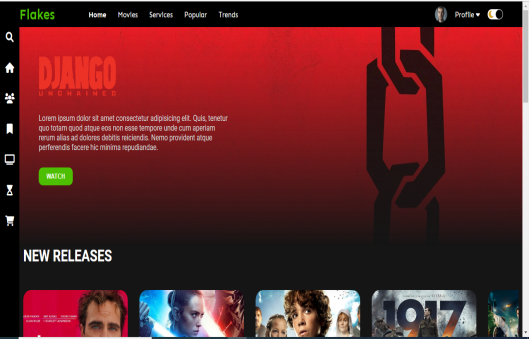 Flakes
Home Movies Services Popular Trends
Profile
DJANGO
UNCHAINED
Lorem ipsum dolor sit amet consectetur adipisicing elit. Quis, tenetur
quo totam quod atque eos non esse tempore unde cum aperiam
rerum alias ad dolores debitis reiciendis. Nemo provident atque
perferendis facere hic minima repudiandae.
WATCH
NEW RELEASES
1917